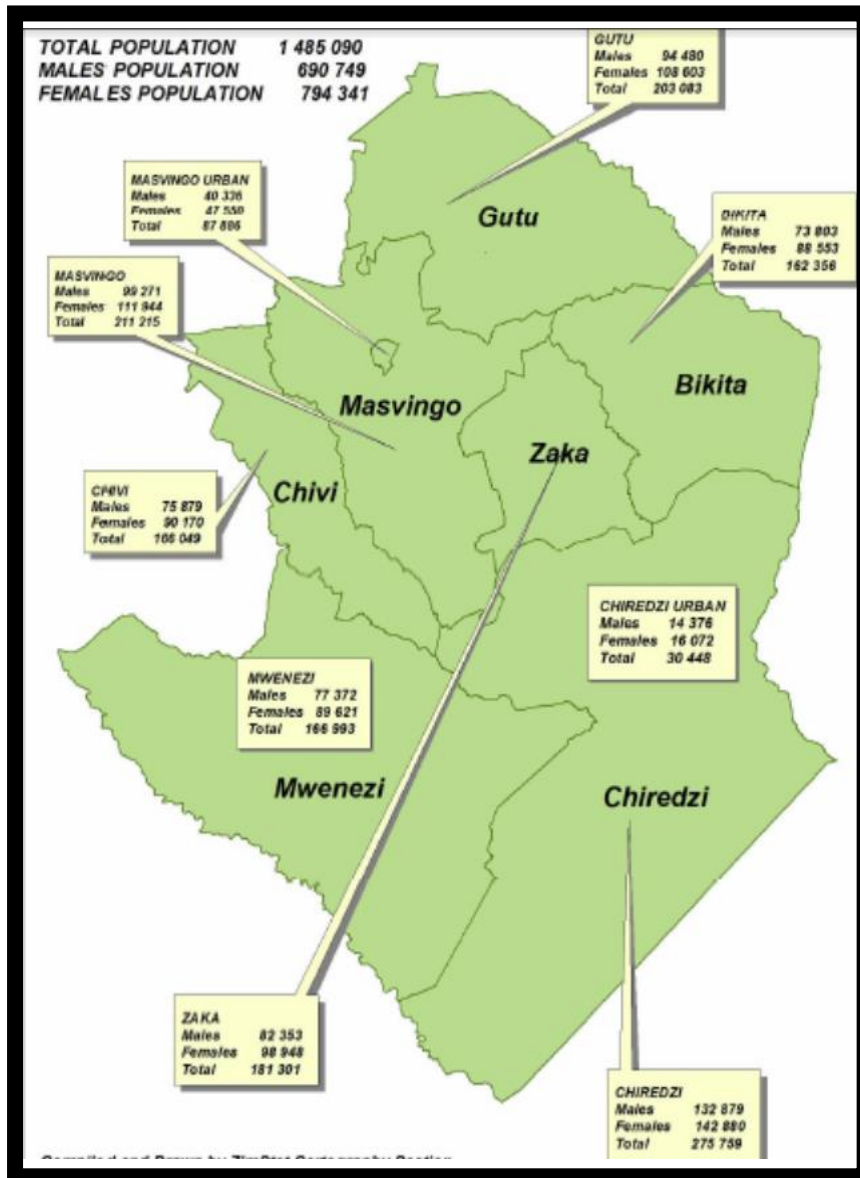 TOTAL POPULATION 1 485 090
MALES POPULATION 690 749
FEMALES POPULATION 794 341
GUTU
Males 94 480
Females 108 603
Total 203 083
MASVINGO URBAN
Males 40 336
Females 47 550
Total 87 886
Gutu
BIKITA
Males 73 803
Females 88 553
Total 162 356
MASVINGO
Males 99 271
Females 111 944
Total 211 215
Masvingo
Bikita
Zaka
CHIVI
Males 75 879
Females 90 170
Total 166 049
Chivi
CHIREDZI URBAN
Males 14 376
Females 16 072
Total 30 448
MWENEZI
Males 77 372
Females 89 621
Total 166 993
Mwenezi
Chiredzi
ZAKA
Males 82 353
Females 98 948
Total 181 301
CHIREDZI
Males 132 879
Females 142 880
Total 275 759